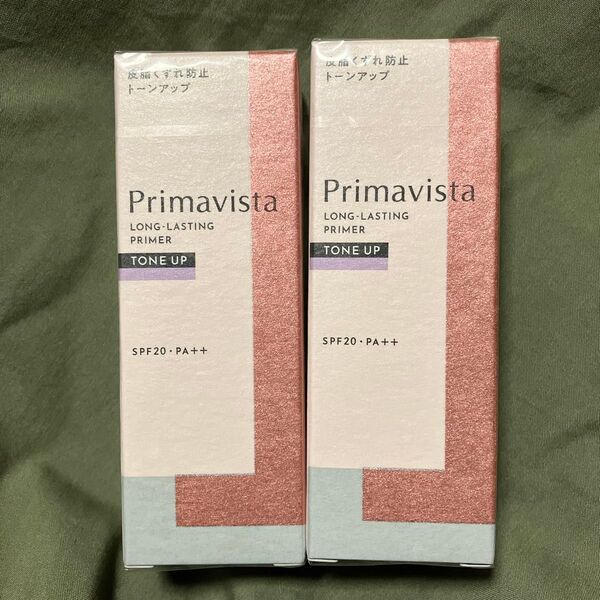 皮脂くずれ防止
トーンアップ
Primavista
LONG-LASTING
PRIMER
TONE UP
SPF20・PA++
皮脂くずれ防止
トーンアップ
Primavista
LONG-LASTING
PRIMER
TONE UP
SPF20・PA++